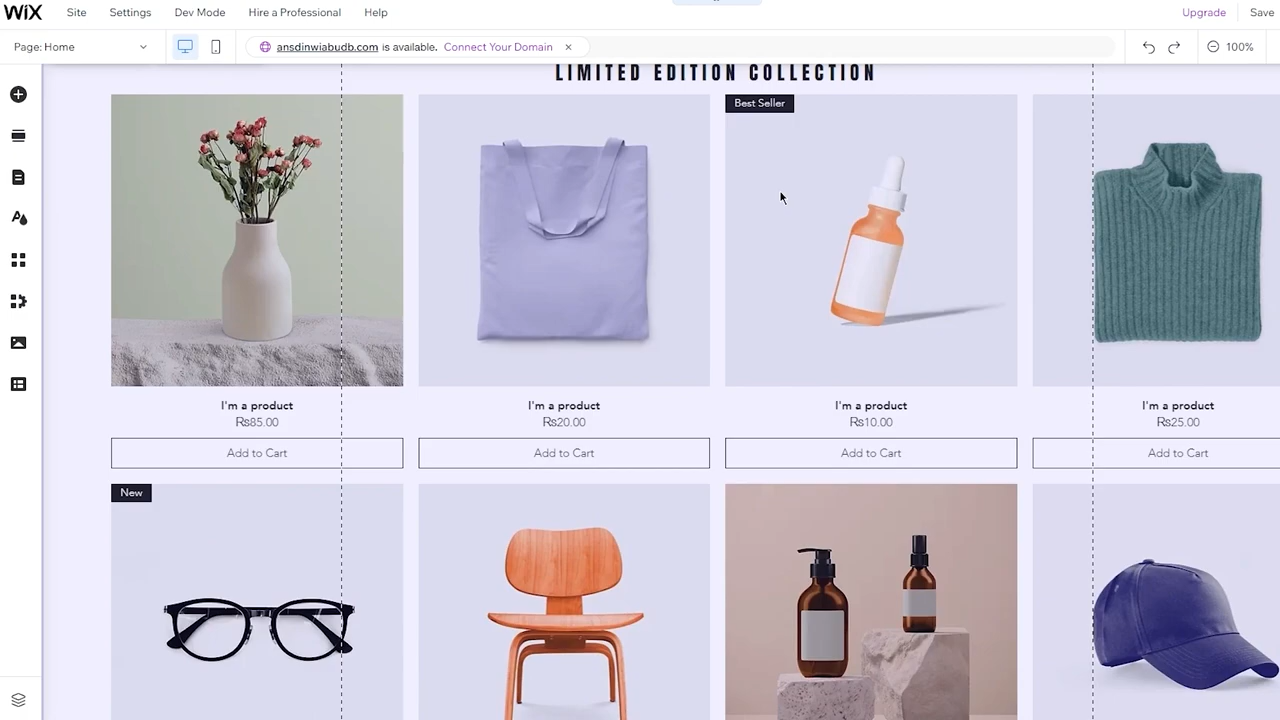 WiX Site Settings Dev Mode Hire a Professional Help Upgrade Save
Page: Home ansdinwiabudb.com is available. Connect Your Domain 100%
LIMITED EDITION COLLECTION
Best Seller
I'm a product I'm a product I'm a product I'm a product
₨85.00 ₨20.00 ₨10.00 ₨25.00
Add to Cart Add to Cart Add to Cart Add to Cart
New